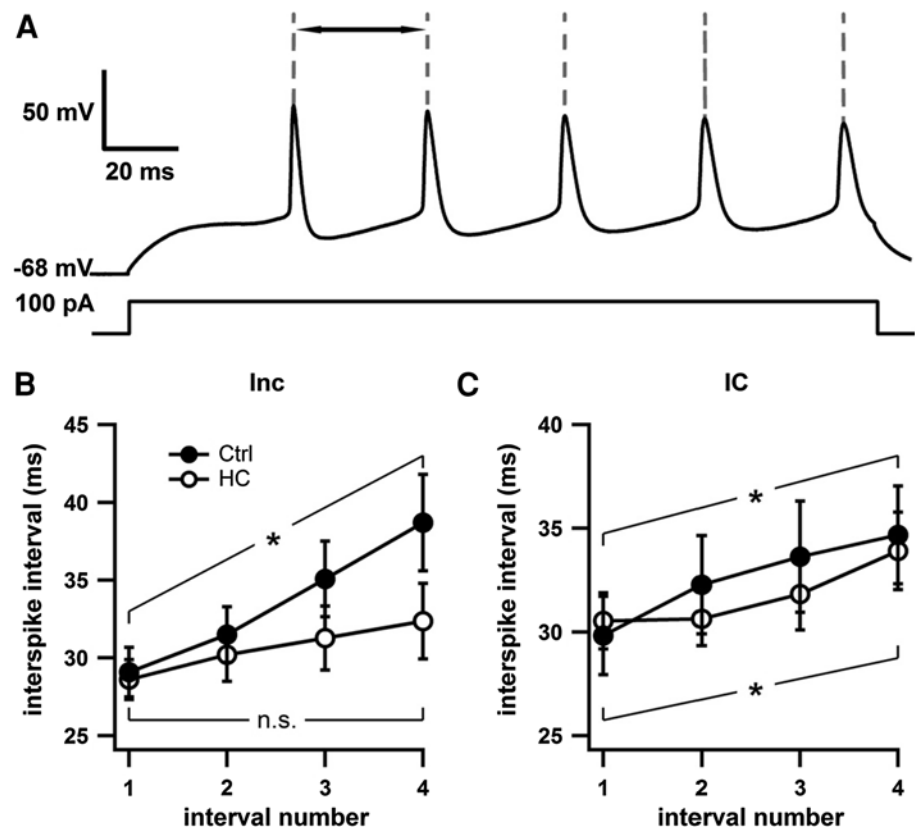 A
50 mV
20 ms
-68 mV
100 pA
B
Inc
interspike interval (ms)
45
40
35
30
25
Ctrl
HC
*
n.s.
1 2 3 4
interval number
C
IC
interspike interval (ms)
40
35
30
25
*
*
1 2 3 4
interval number